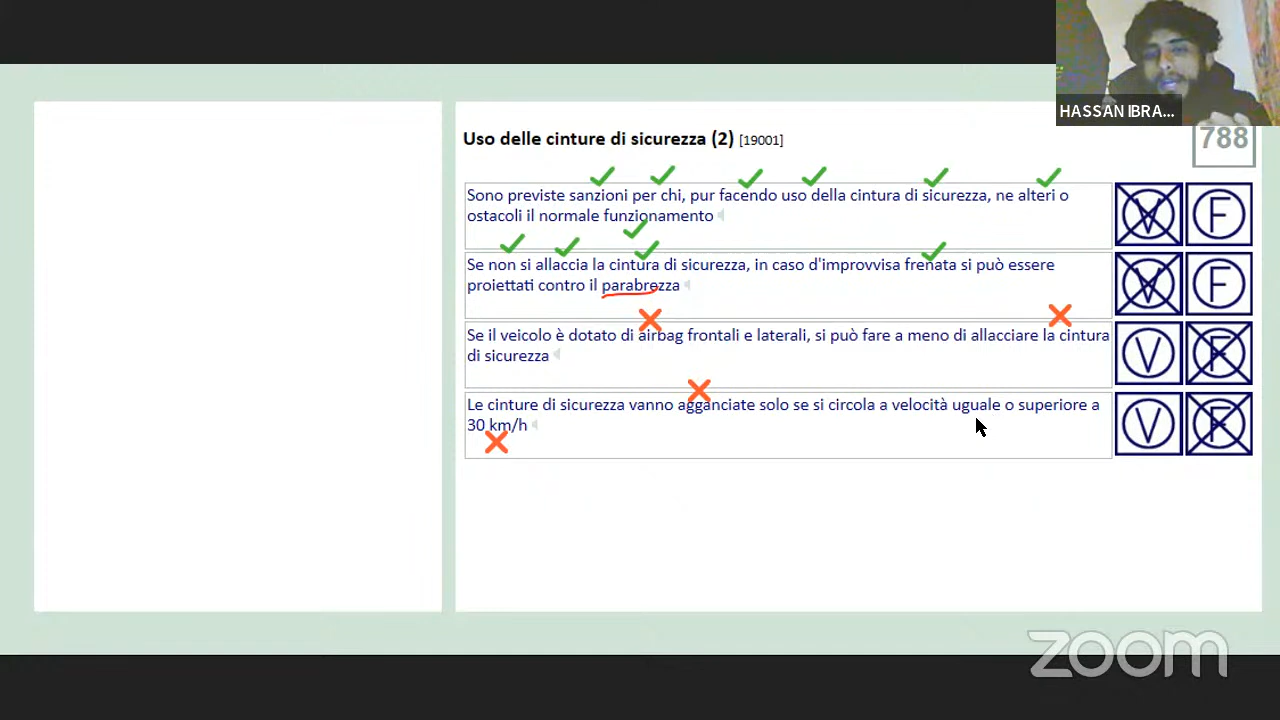 HASSAN IBRA...
Uso delle cinture di sicurezza (2) [19001]
788
Sono previste sanzioni per chi, pur facendo uso della cintura di sicurezza, ne alteri o
ostacoli il normale funzionamento
V F
Se non si allaccia la cintura di sicurezza, in caso d'improvvisa frenata si può essere
proiettati contro il parabrezza
V F
Se il veicolo è dotato di airbag frontali e laterali, si può fare a meno di allacciare la cintura
di sicurezza
V F
Le cinture di sicurezza vanno agganciate solo se si circola a velocità uguale o superiore a
30 km/h
V F
zoom